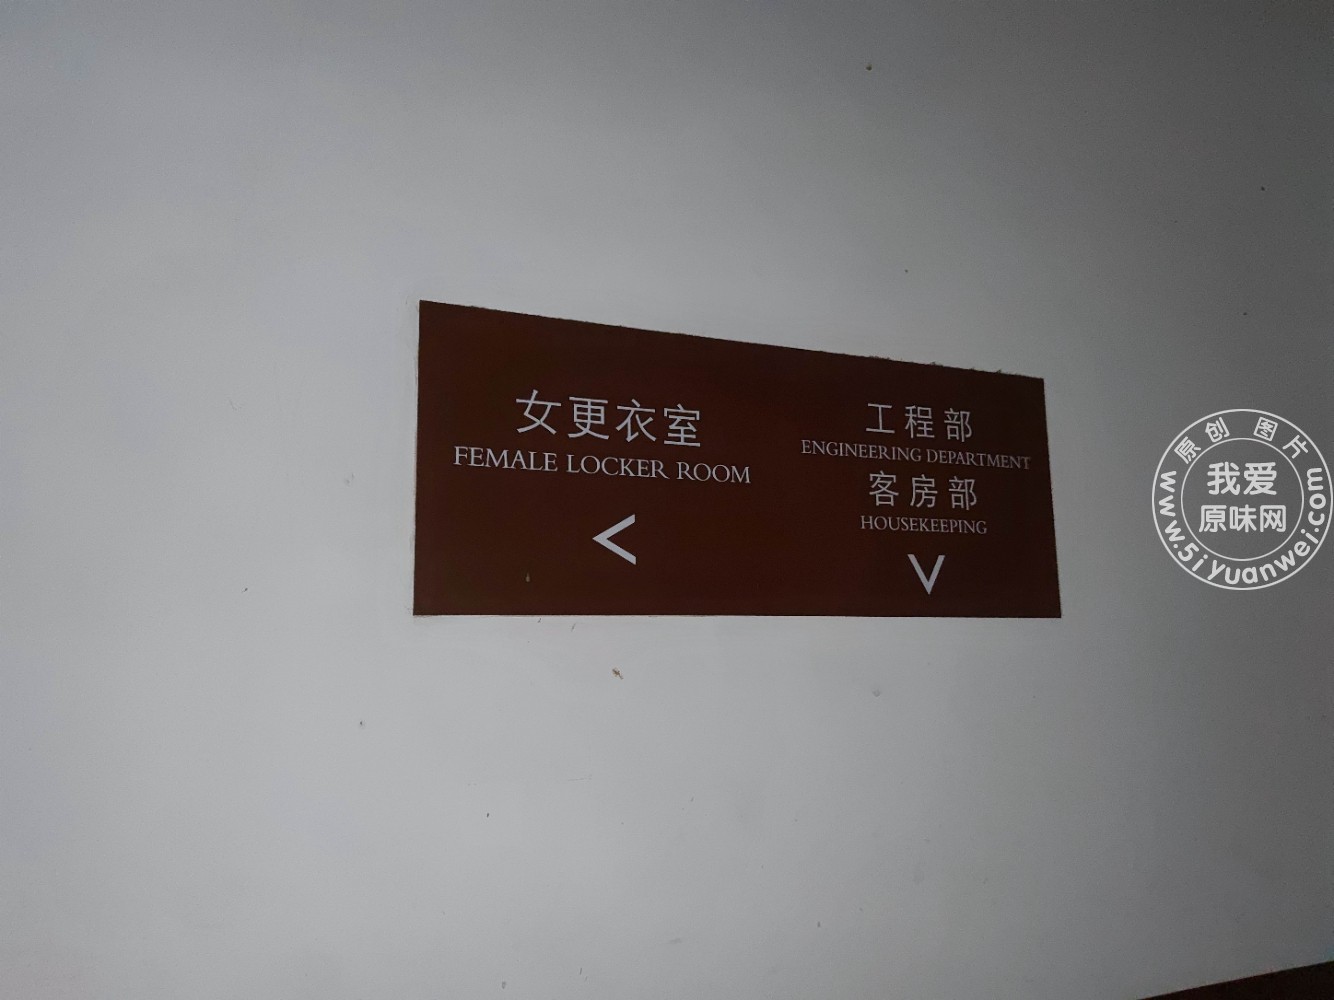 女更衣室
FEMALE LOCKER ROOM
<
工程部
ENGINEERING DEPARTMENT
客房部
HOUSEKEEPING
原创 图片
我爱
原味网
www.5iyuanwei.com